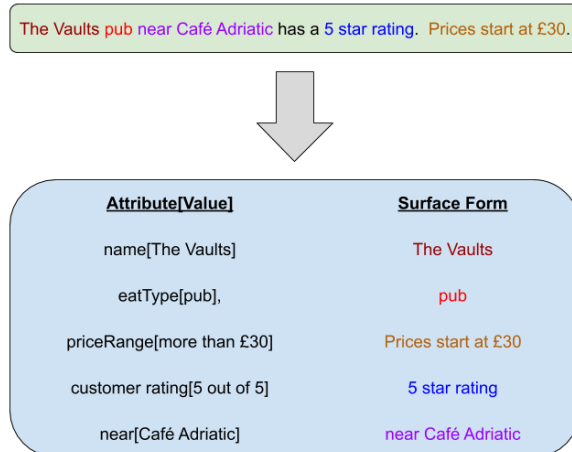 The Vaults pub near Café Adriatic has a 5 star rating.  Prices start at £30.
Attribute[Value] Surface Form
name[The Vaults] The Vaults
eatType[pub], pub
priceRange[more than £30] Prices start at £30
customer rating[5 out of 5] 5 star rating
near[Café Adriatic] near Café Adriatic